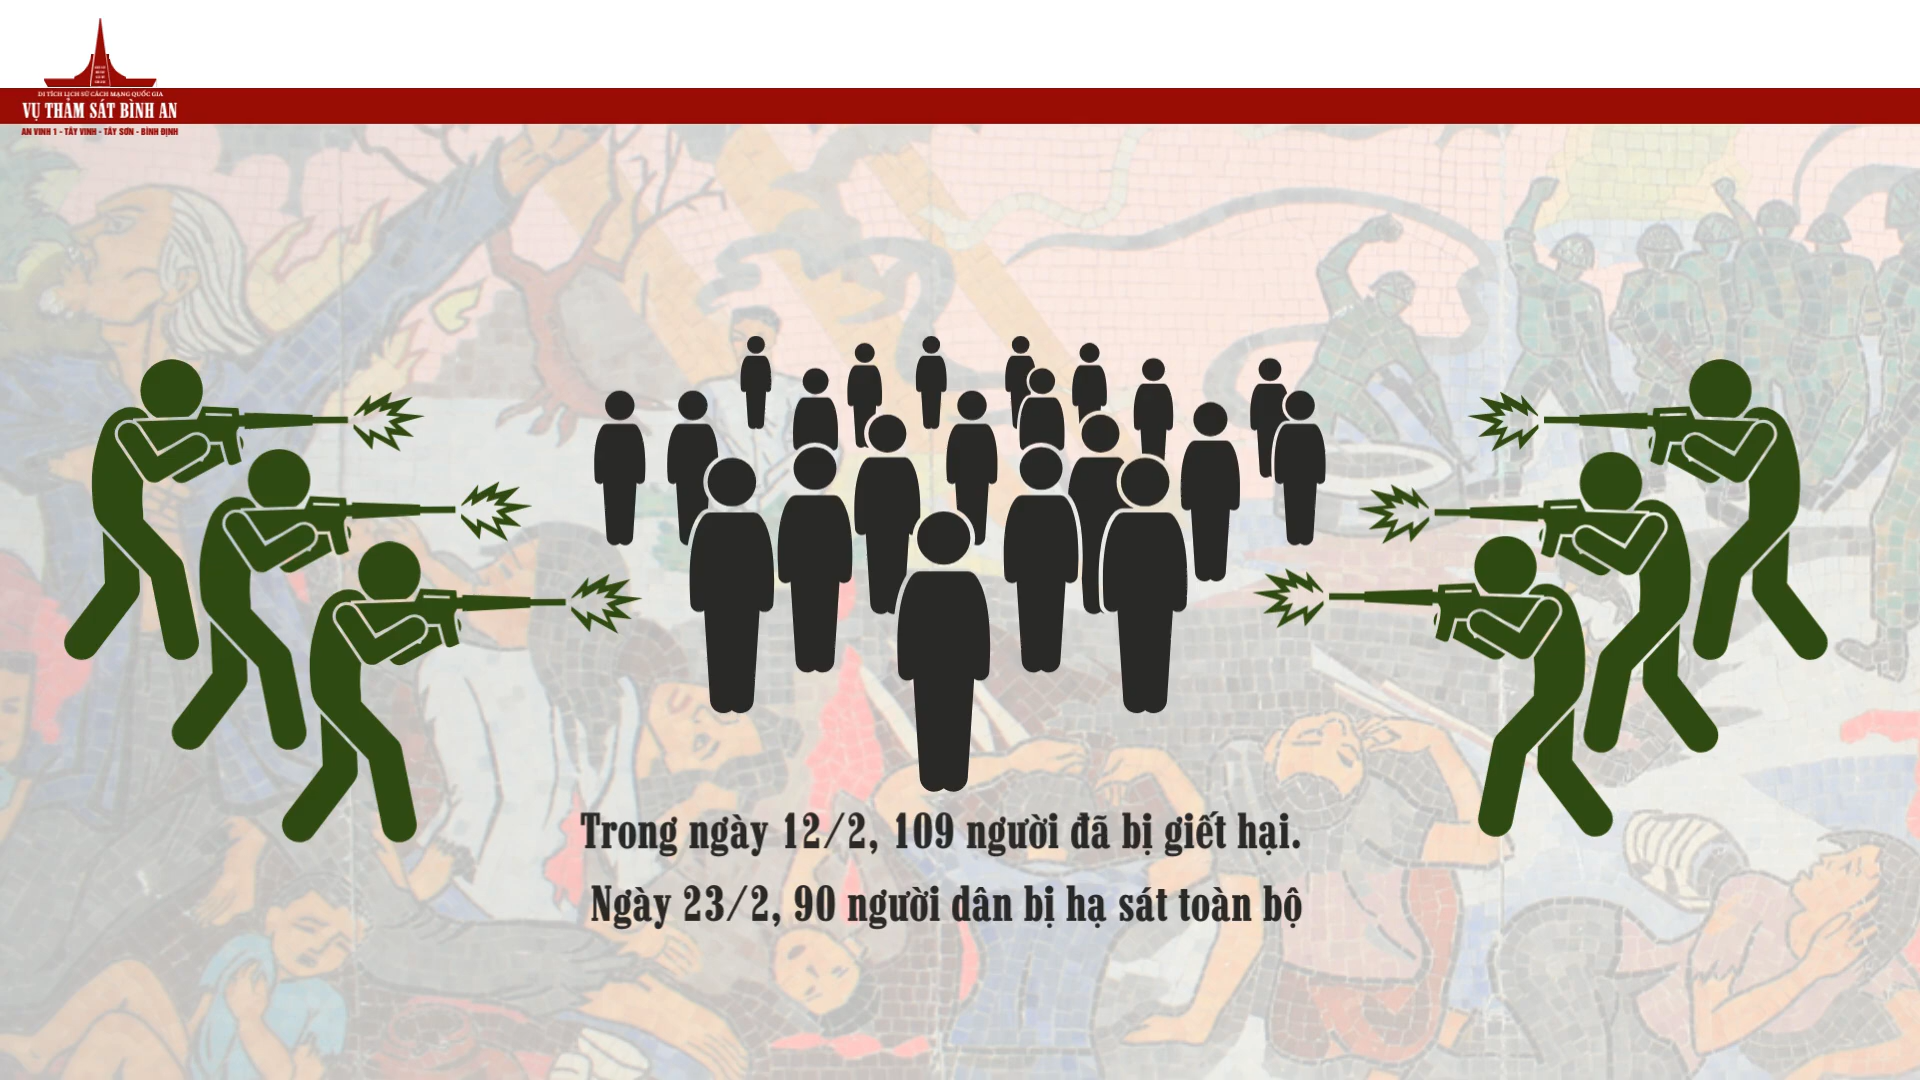 DI TÍCH LỊCH SỬ CÁCH MẠNG QUỐC GIA
VỤ THẢM SÁT BÌNH AN
AN VINH 1 - TÂY VINH - TÂY SƠN - BÌNH ĐỊNH
Trong ngày 12/2, 109 người đã bị giết hại.
Ngày 23/2, 90 người dân bị hạ sát toàn bộ